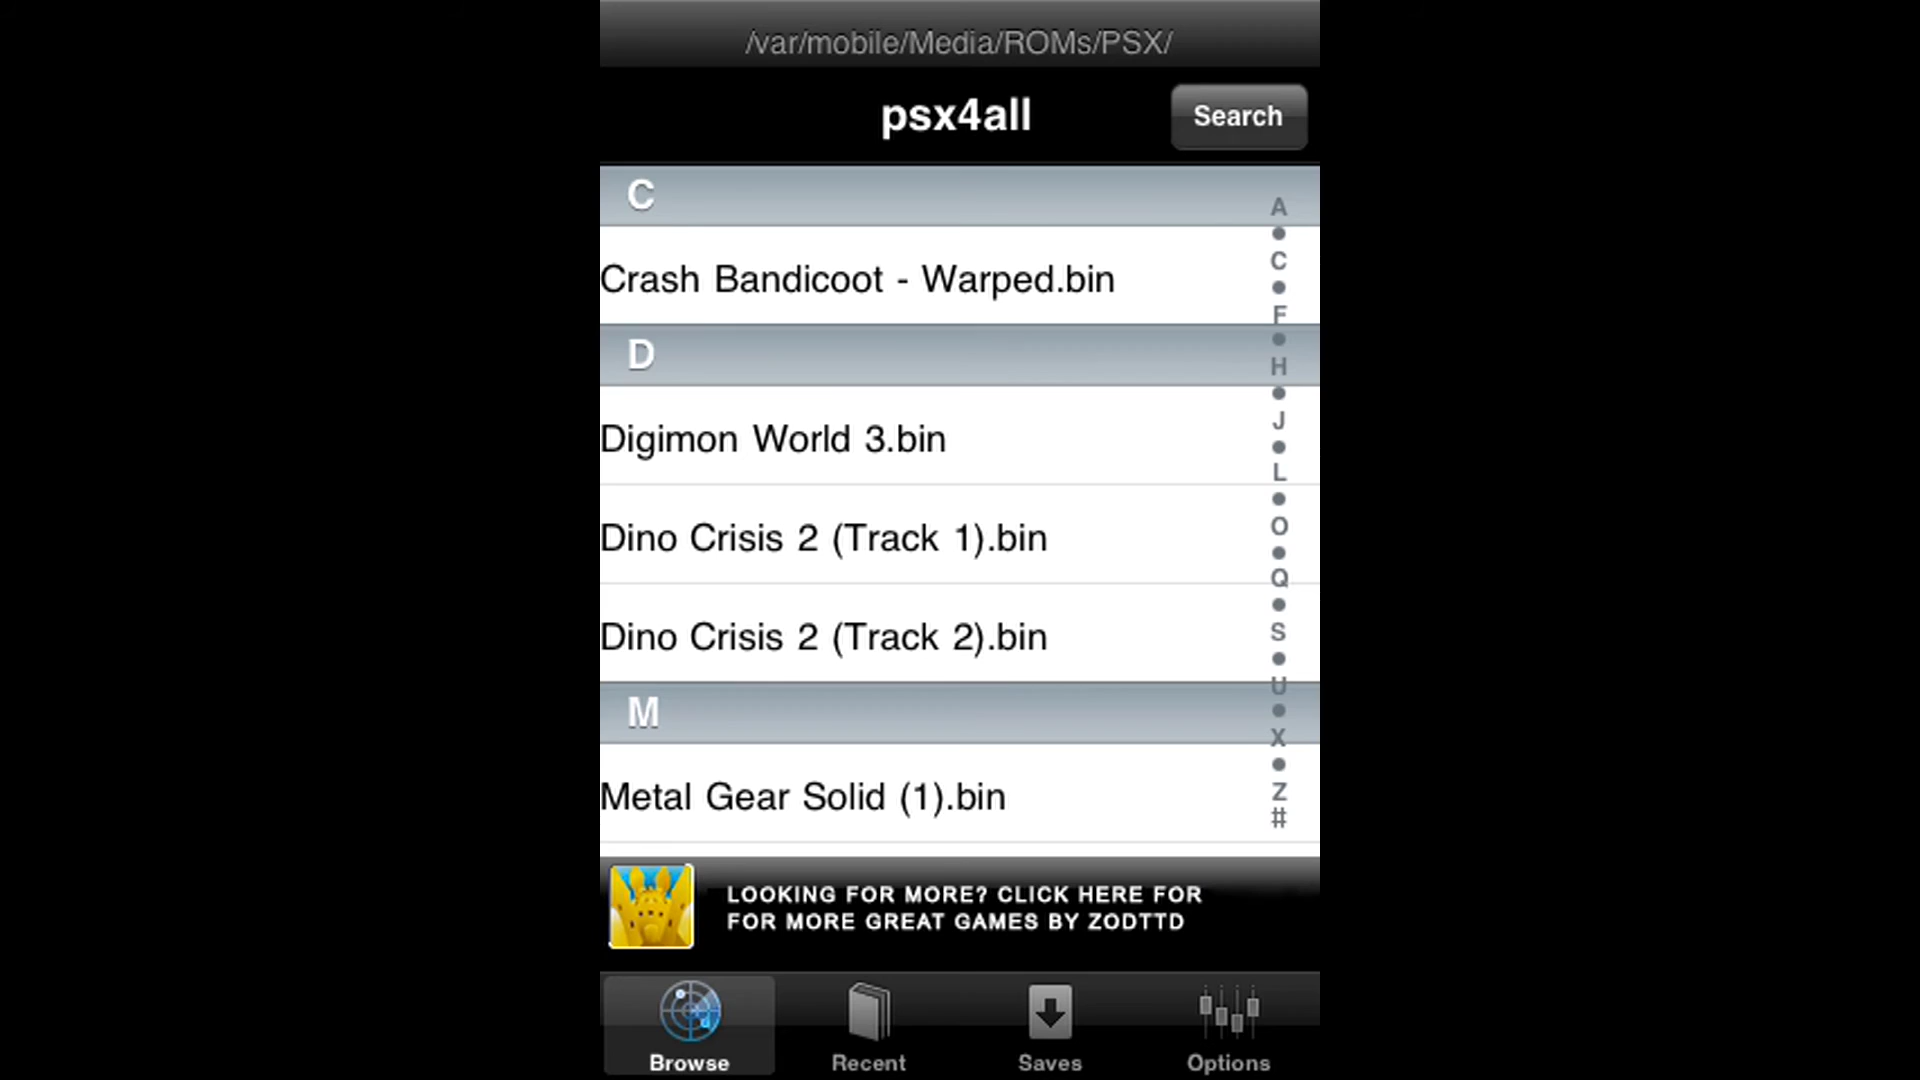 /var/mobile/Media/ROMs/PSX/
psx4all
Search
C
Crash Bandicoot - Warped.bin
D
Digimon World 3.bin
Dino Crisis 2 (Track 1).bin
Dino Crisis 2 (Track 2).bin
M
Metal Gear Solid (1).bin
A
C
F
H
J
L
O
Q
S
U
X
Z
#
LOOKING FOR MORE? CLICK HERE FOR
FOR MORE GREAT GAMES BY ZODTTD
Browse
Recent
Saves
Options